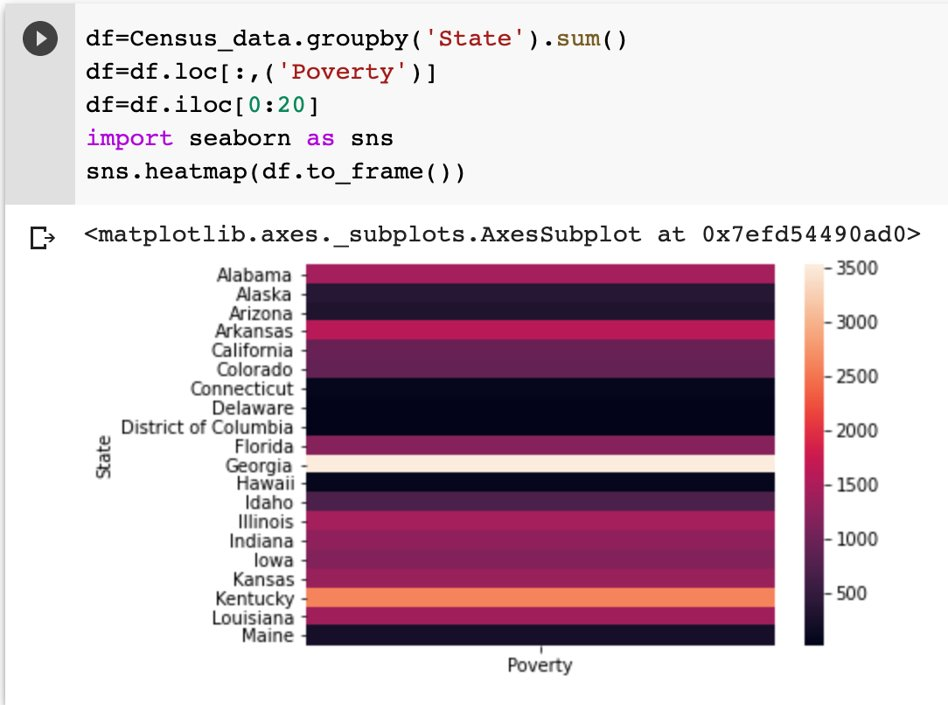 df=Census_data.groupby('State').sum()
df=df.loc[:,('Poverty')]
df=df.iloc[0:20]
import seaborn as sns
sns.heatmap(df.to_frame())
<matplotlib.axes._subplots.AxesSubplot at 0x7efd54490ad0>
Alabama
Alaska
Arizona
Arkansas
California
Colorado
Connecticut
Delaware
District of Columbia
Florida
Georgia
Hawaii
Idaho
Illinois
Indiana
Iowa
Kansas
Kentucky
Louisiana
Maine
State
Poverty
3500
3000
2500
2000
1500
1000
500